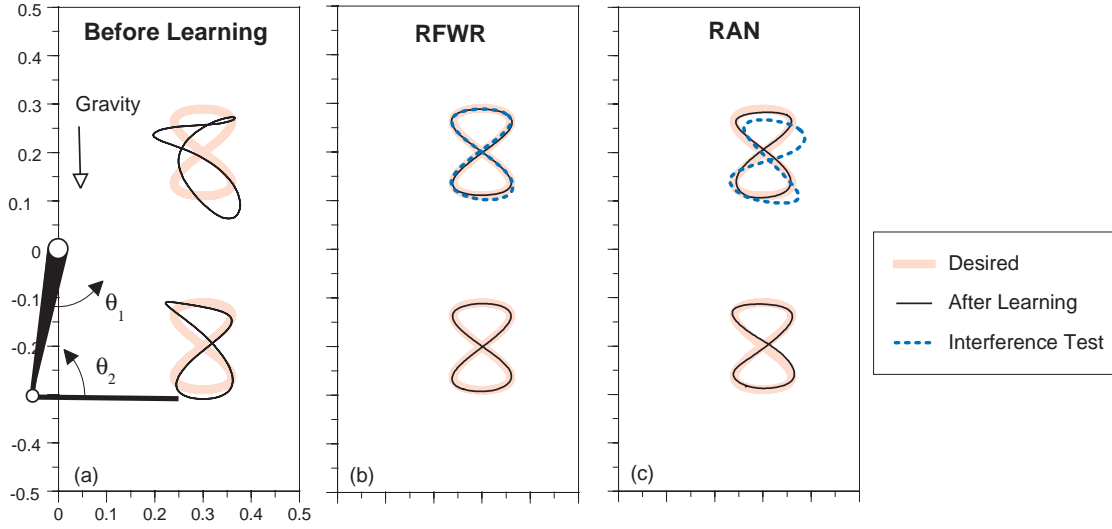 Before Learning
RFWR
RAN
Gravity
0.5
0.4
0.3
0.2
0.1
0
-0.1
-0.2
-0.3
-0.4
-0.5
θ1
θ2
(a)
(b)
(c)
0 0.1 0.2 0.3 0.4 0.5
Desired
After Learning
Interference Test